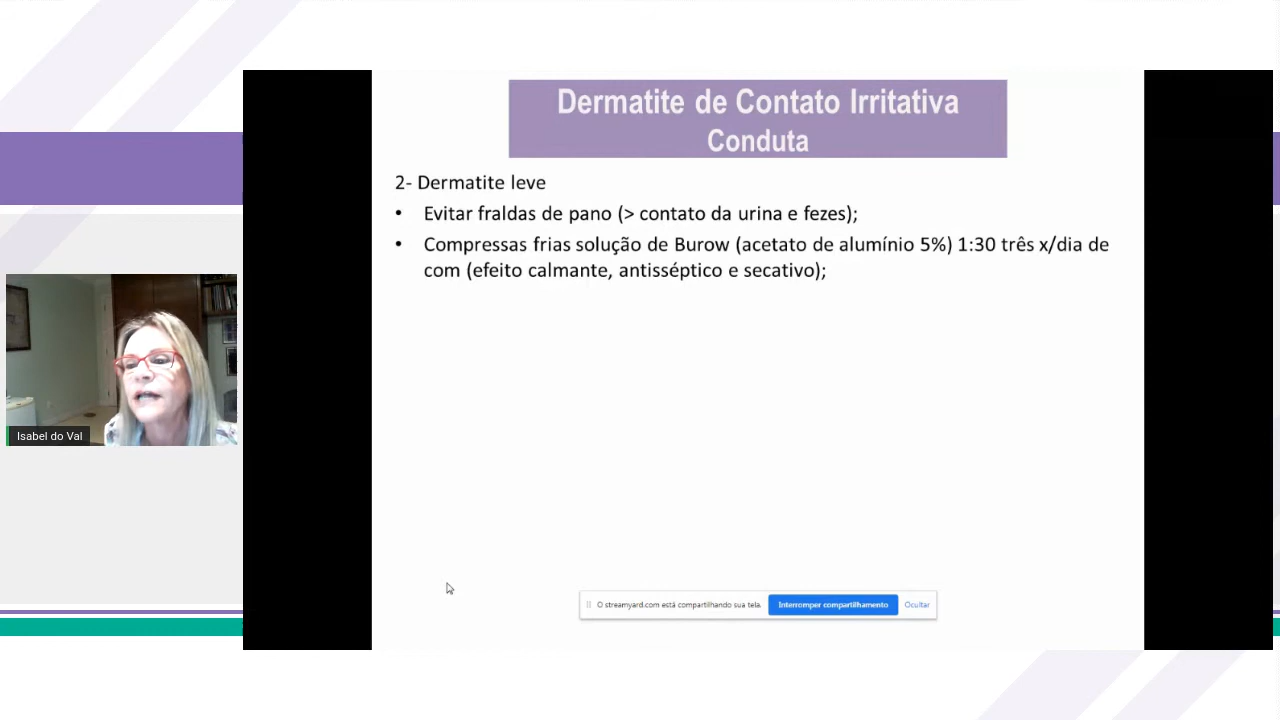 Dermatite de Contato Irritativa
Conduta
2- Dermatite leve
• Evitar fraldas de pano (> contato da urina e fezes);
• Compressas frias solução de Burow (acetato de alumínio 5%) 1:30 três x/dia de
com (efeito calmante, antisséptico e secativo);
Isabel do Val
O streamyard.com está compartilhando sua tela. Interromper compartilhamento Ocultar